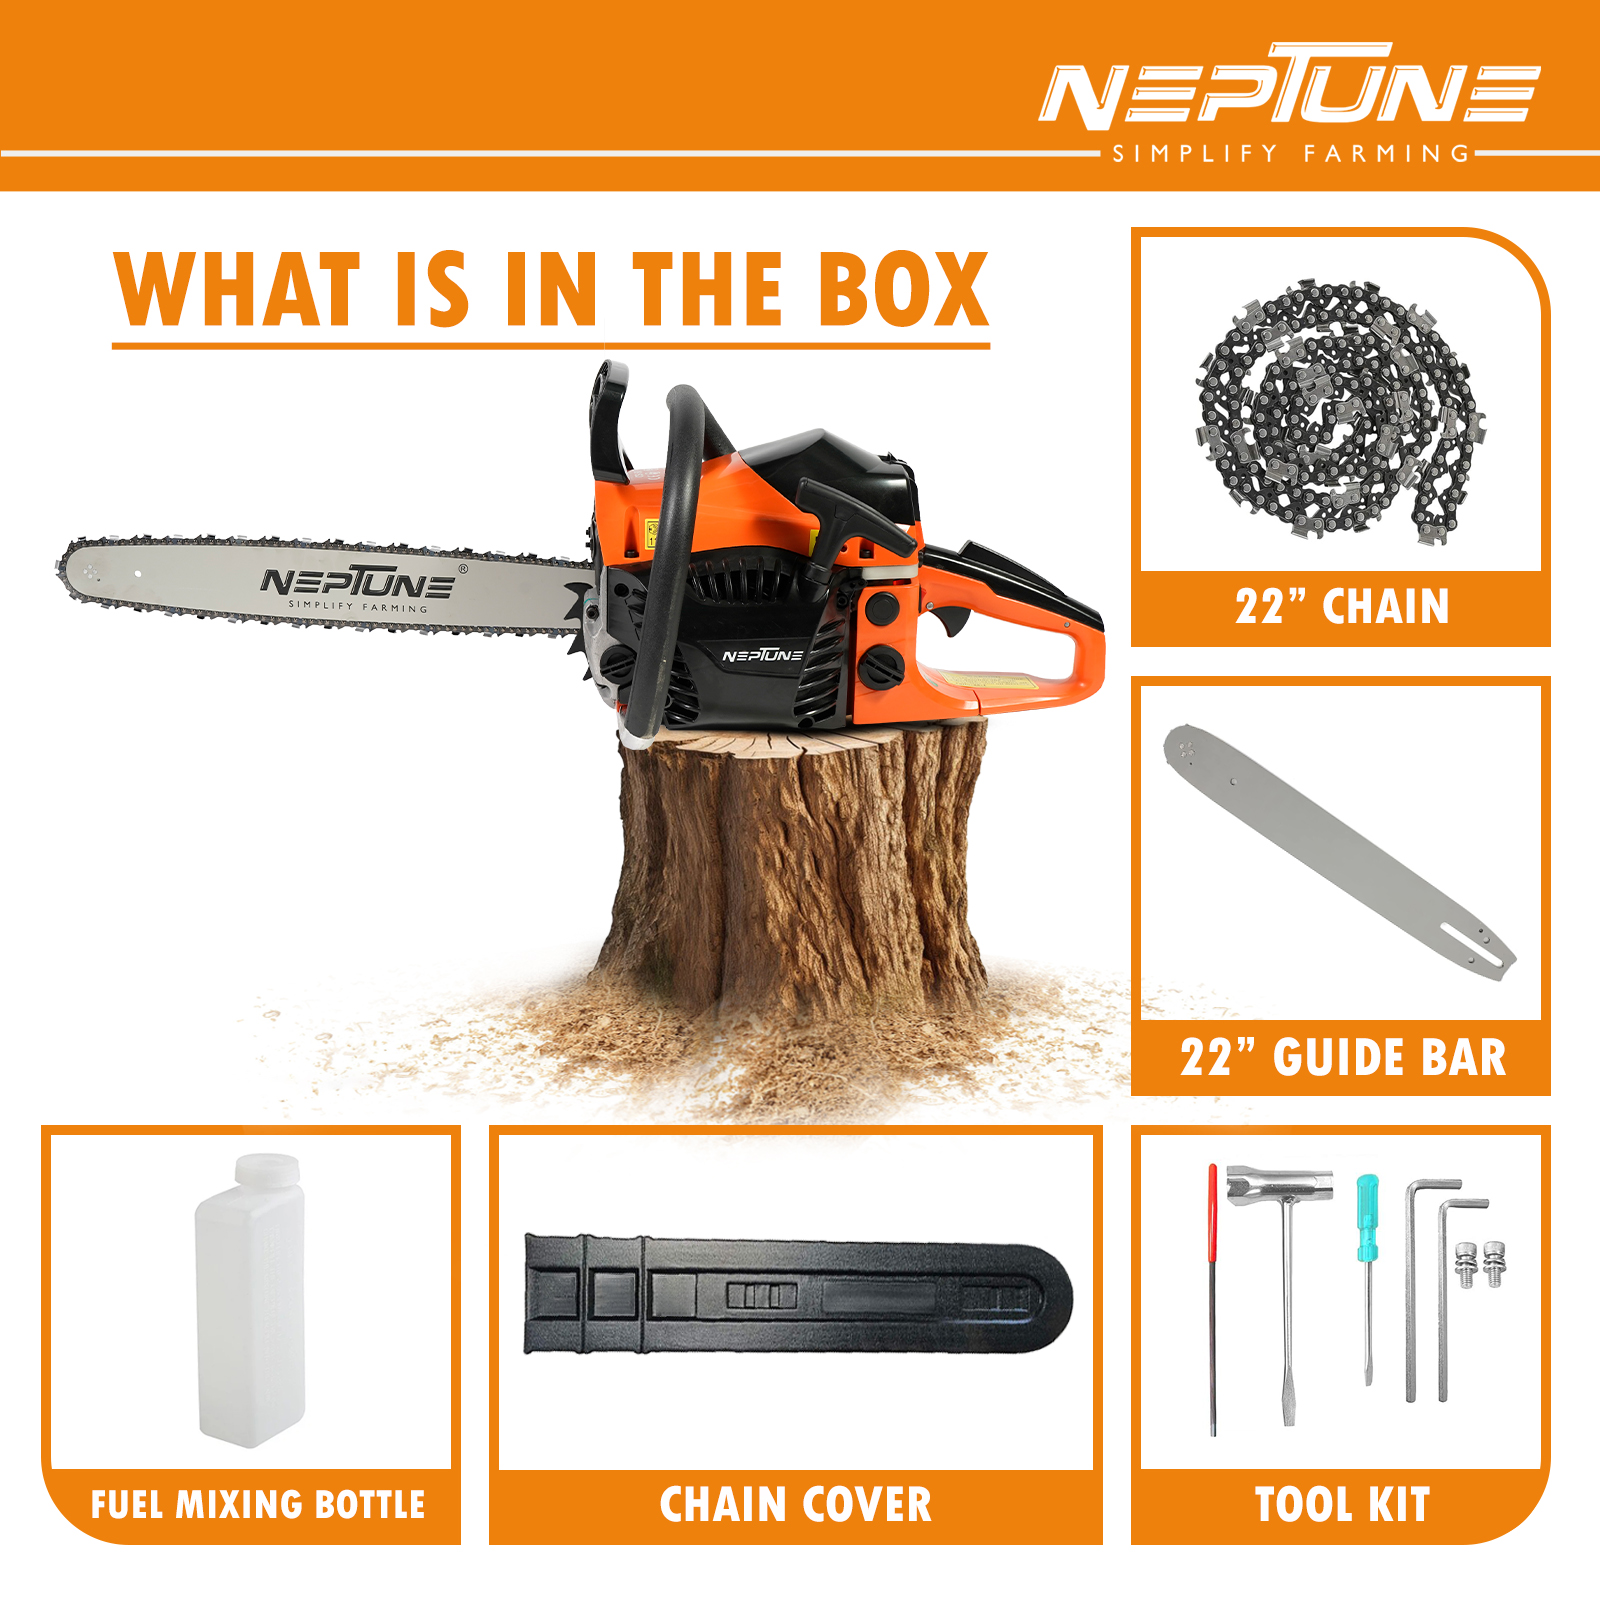 NEPTUNE
SIMPLIFY FARMING
WHAT IS IN THE BOX
NEPTUNE ®
SIMPLIFY FARMING
NEPTUNE
22” CHAIN
22” GUIDE BAR
FUEL MIXING BOTTLE
CHAIN COVER
TOOL KIT